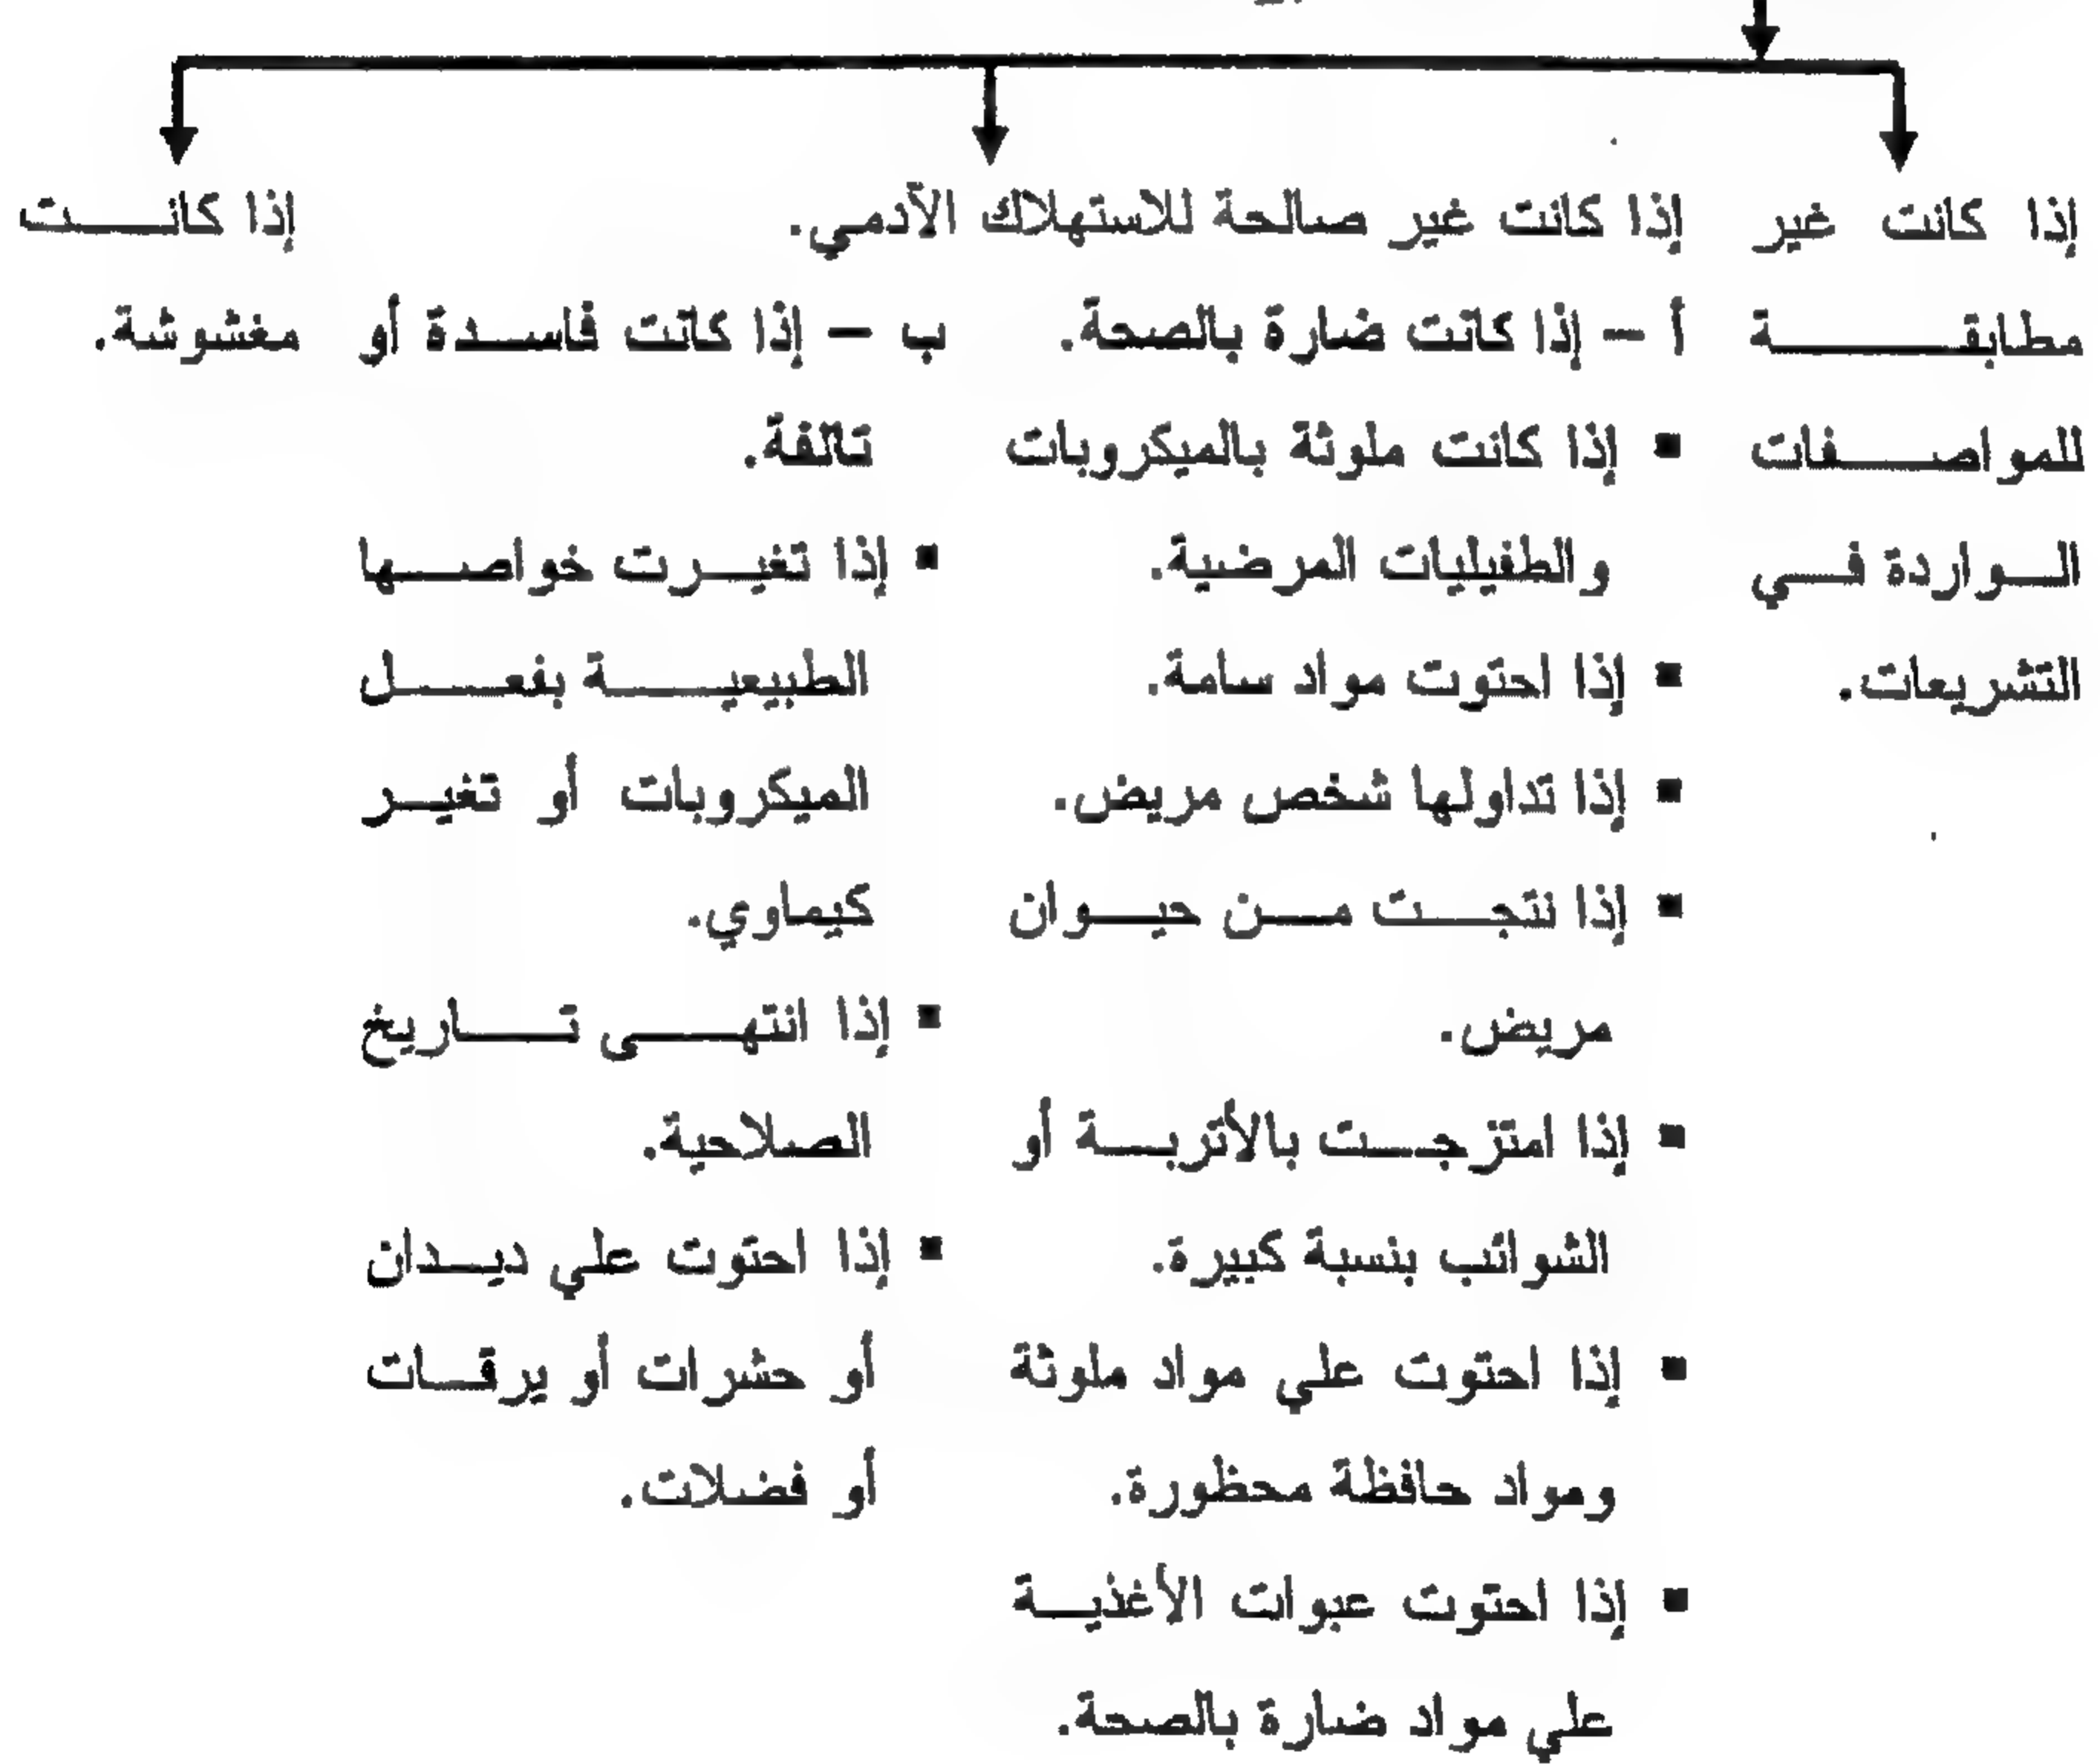 إذا كانت غير
مطابقة
للمواصفات
الواردة في
التشريعات.
إذا كانت غير صالحة للاستهلاك الأدمي.
أ – إذا كانت ضارة بالصحة.
▪ إذا كانت ملوثة بالميكروبات
والطفيليات المرضية.
▪ إذا احتوت مواد سامة.
▪ إذا تداولها شخص مريض.
▪ إذا نتجت من حيوان
مريض.
▪ إذا امتزجت بالأتربة أو
الشوائب بنسبة كبيرة.
▪ إذا احتوت علي مواد ملوثة
ومواد حافظة محظورة.
▪ إذا احتوت عبوات الأغذية
علي مواد ضارة بالصحة.
ب – إذا كانت فاسدة أو
تالفة.
▪ إذا تغيرت خواصها
الطبيعية بفعل
الميكروبات أو تغير
كيماوي.
▪ إذا انتهى تاريخ
الصلاحية.
▪ إذا احتوت علي ديدان
أو حشرات أو يرقات
أو فضلات.
إذا كانت
مغشوشة.